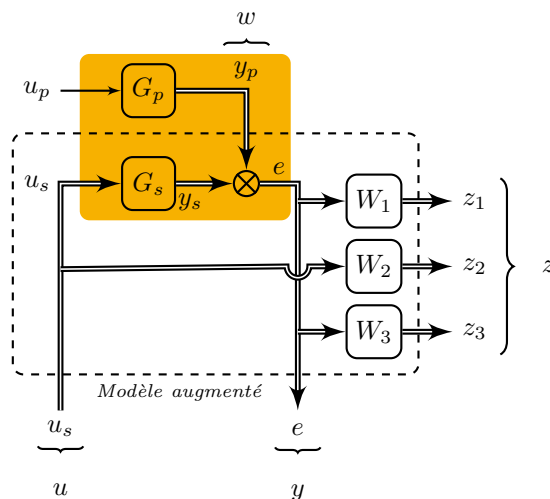 w
y_p
u_p G_p
u_s G_s y_s e
W_1 z_1
W_2 z_2 z
W_3 z_3
Modèle augmenté
u_s e
u y